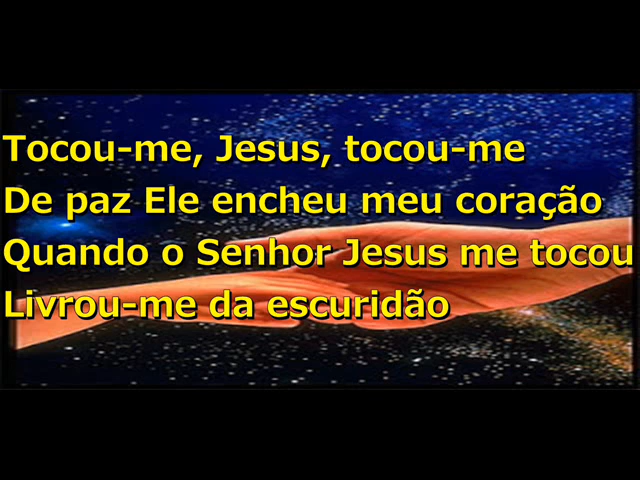 Tocou-me, Jesus, tocou-me
De paz Ele encheu meu coração
Quando o Senhor Jesus me tocou
Livrou-me da escuridão